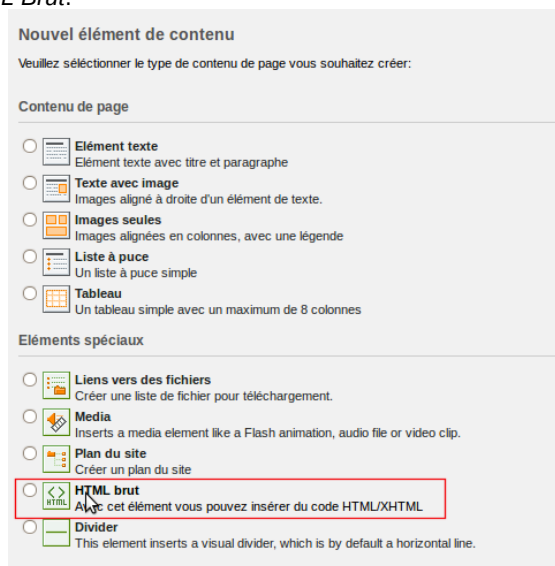 L Brut.
Nouvel élément de contenu
Veuillez séléctionner le type de contenu de page vous souhaitez créer:
Contenu de page
Elément texte
Elément texte avec titre et paragraphe
Texte avec image
Images aligné à droite d'un élément de texte.
Images seules
Images alignées en colonnes, avec une légende
Liste à puce
Un liste à puce simple
Tableau
Un tableau simple avec un maximum de 8 colonnes
Eléments spéciaux
Liens vers des fichiers
Créer une liste de fichier pour téléchargement.
Media
Inserts a media element like a Flash animation, audio file or video clip.
Plan du site
Créer un plan du site
HTML
HTML brut
cet élément vous pouvez insérer du code HTML/XHTML
Divider
This element inserts a visual divider, which is by default a horizontal line.